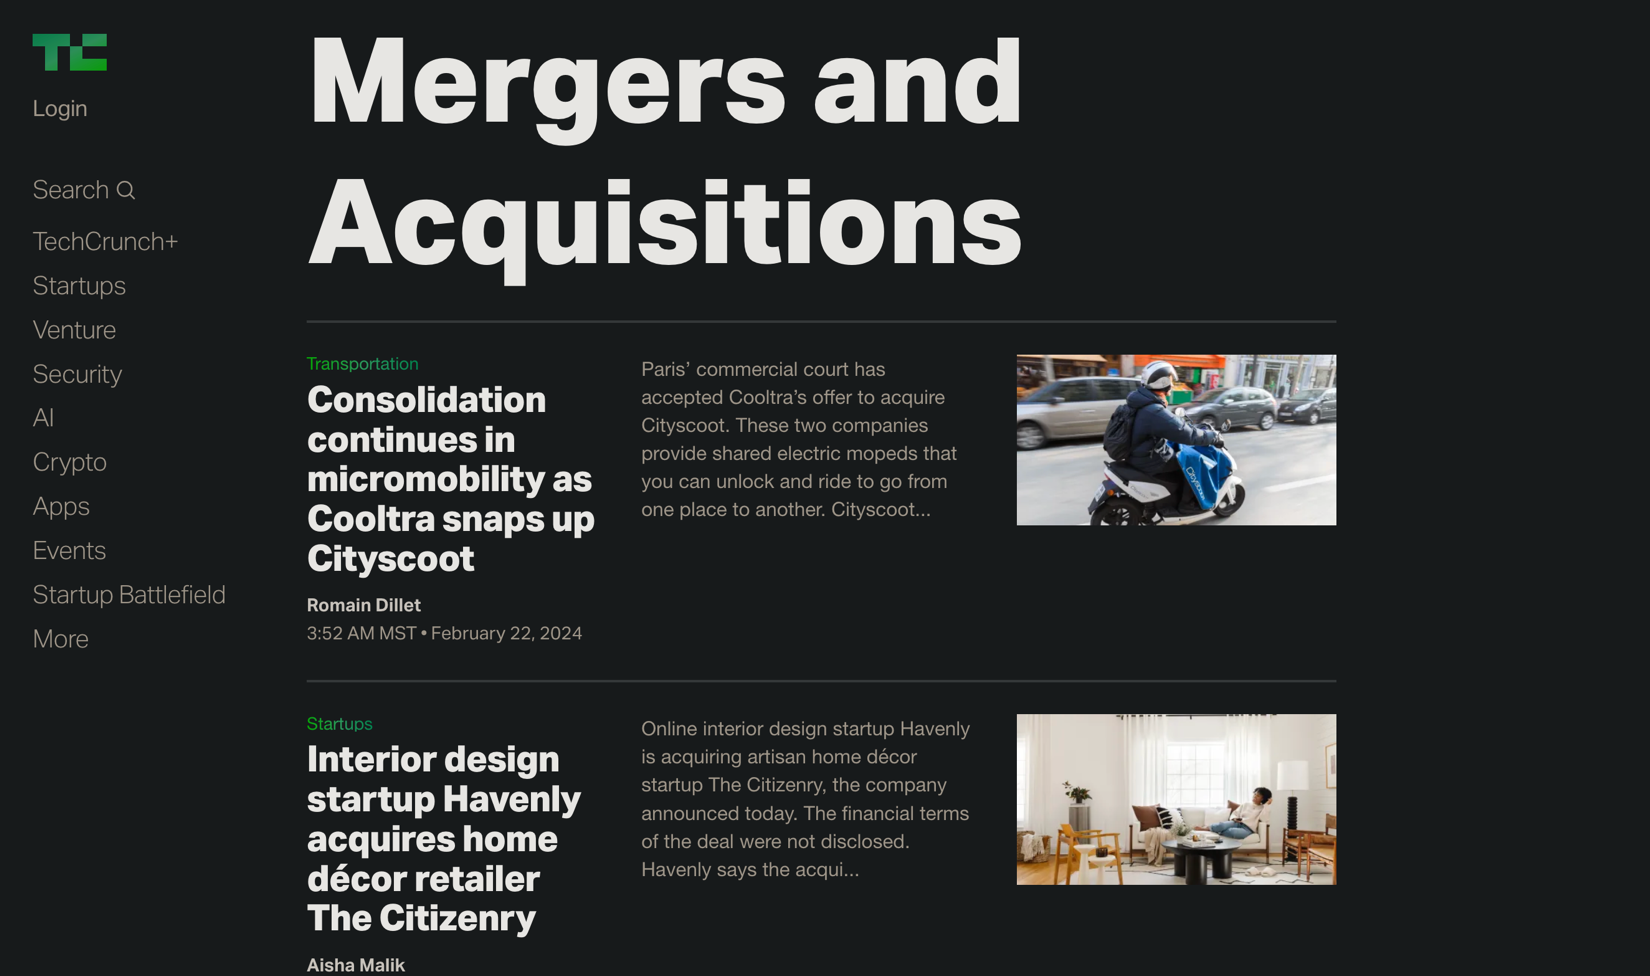 TC
Login
Search
TechCrunch+
Startups
Venture
Security
AI
Crypto
Apps
Events
Startup Battlefield
More
Mergers and
Acquisitions
Transportation
Consolidation
continues in
micromobility as
Cooltra snaps up
Cityscoot
Romain Dillet
3:52 AM MST • February 22, 2024
Paris’ commercial court has
accepted Cooltra’s offer to acquire
Cityscoot. These two companies
provide shared electric mopeds that
you can unlock and ride to go from
one place to another. Cityscoot...
Cityscoot
Startups
Interior design
startup Havenly
acquires home
décor retailer
The Citizenry
Aisha Malik
Online interior design startup Havenly
is acquiring artisan home décor
startup The Citizenry, the company
announced today. The financial terms
of the deal were not disclosed.
Havenly says the acqui...